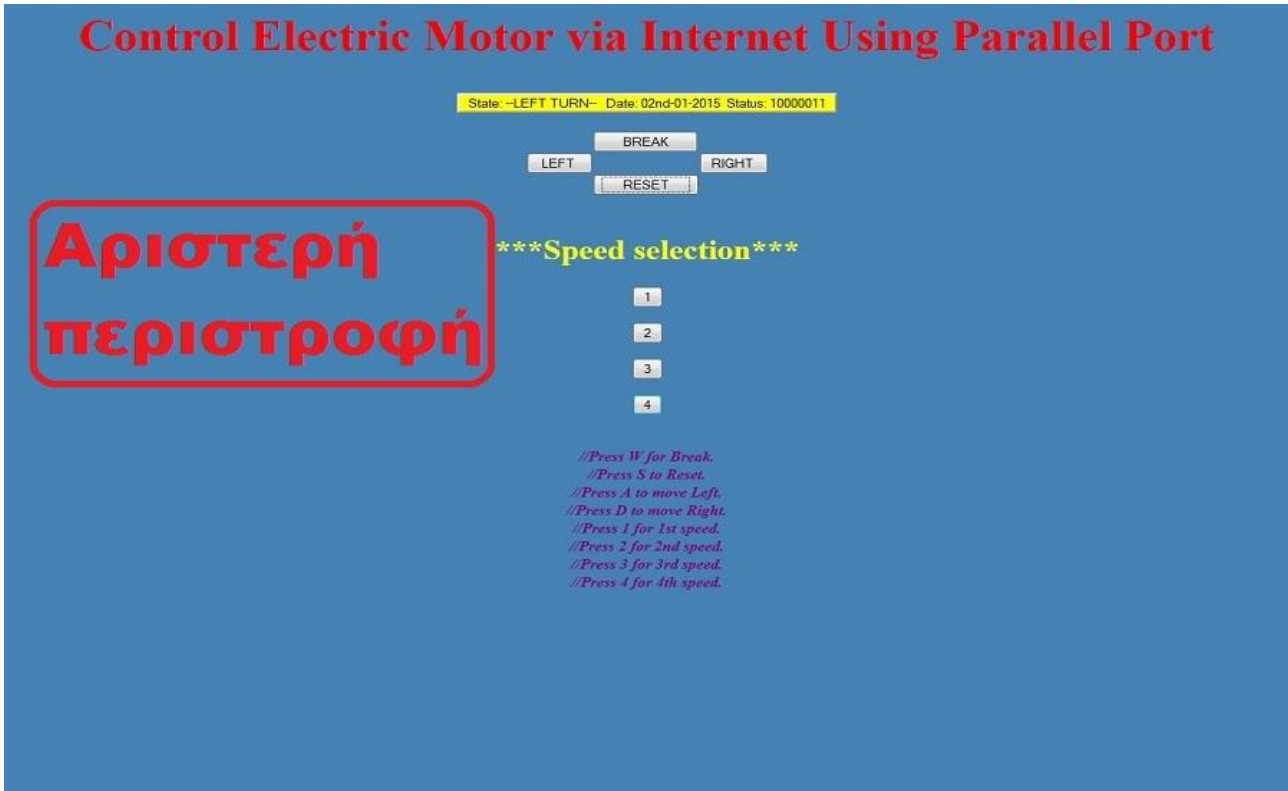 Control Electric Motor via Internet Using Parallel Port
State: --LEFT TURN-- Date: 02nd-01-2015 Status: 10000011
BREAK
LEFT RIGHT
RESET
Αριστερή
περιστροφή
***Speed selection***
1
2
3
4
//Press W for Break.
//Press S to Reset.
//Press A to move Left.
//Press D to move Right.
//Press 1 for 1st speed.
//Press 2 for 2nd speed.
//Press 3 for 3rd speed.
//Press 4 for 4th speed.